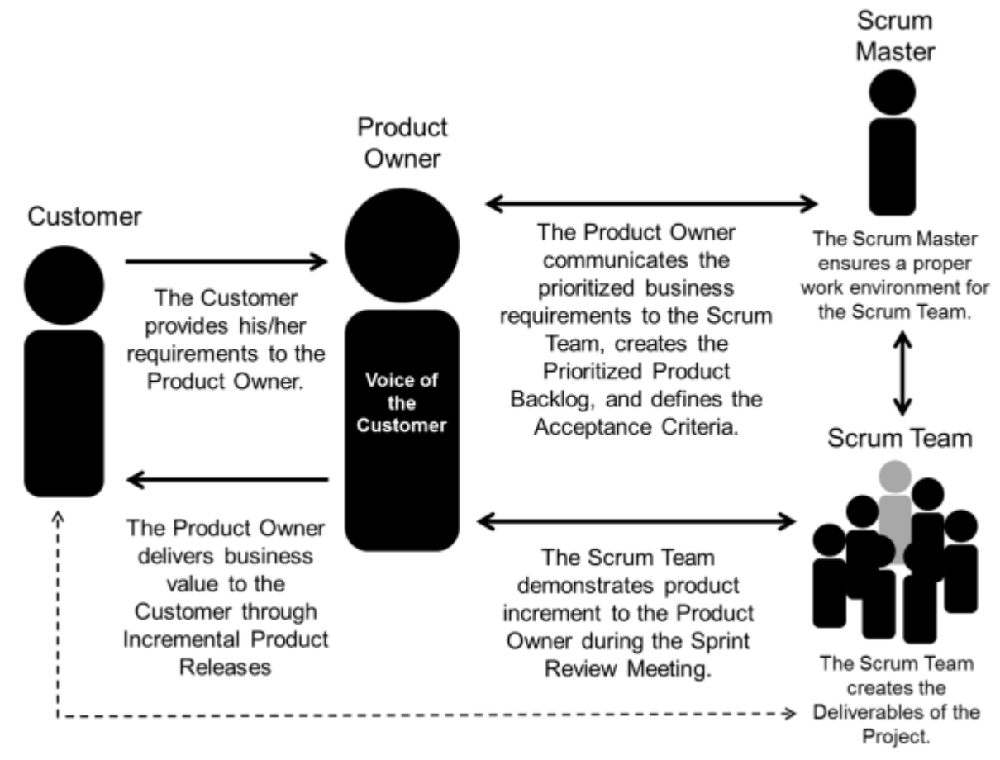 Scrum
Master
Product
Owner
Customer
The Customer
provides his/her
requirements to the
Product Owner.
Voice of
the
Customer
The Product Owner
communicates the
prioritized business
requirements to the Scrum
Team, creates the
Prioritized Product
Backlog, and defines the
Acceptance Criteria.
The Scrum Master
ensures a proper
work environment for
the Scrum Team.
Scrum Team
The Product Owner
delivers business
value to the
Customer through
Incremental Product
Releases
The Scrum Team
demonstrates product
increment to the Product
Owner during the Sprint
Review Meeting.
The Scrum Team
creates the
Deliverables of the
Project.